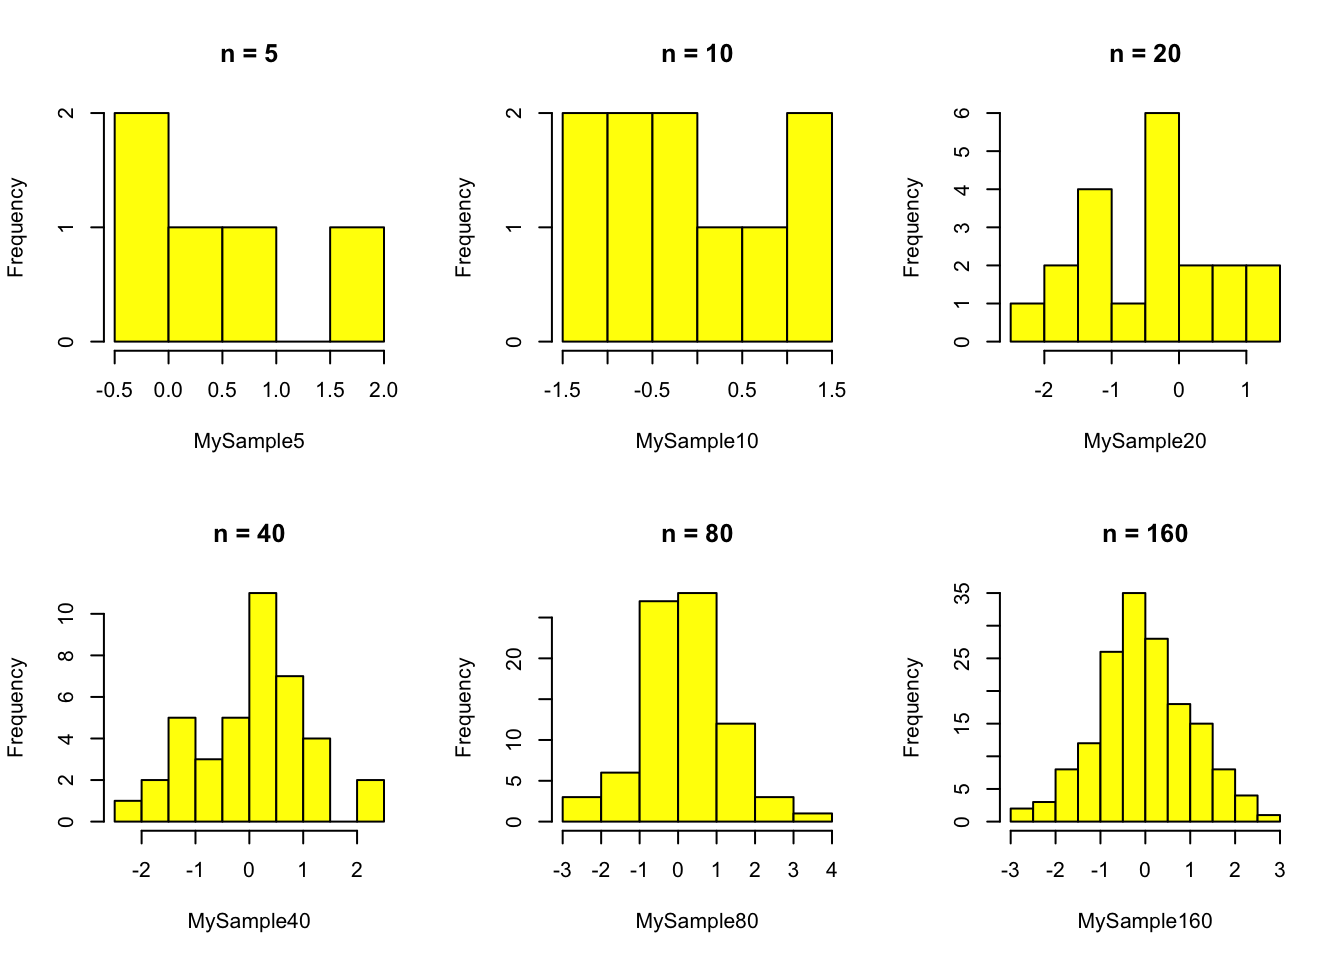 n = 5
Frequency
0 1 2
-0.5 0.0 0.5 1.0 1.5 2.0
MySample5
n = 10
Frequency
0 1 2
-1.5 -0.5 0.5 1.5
MySample10
n = 20
Frequency
0 1 2 3 4 5 6
-2 -1 0 1
MySample20
n = 40
Frequency
0 2 4 6 8 10
-2 -1 0 1 2
MySample40
n = 80
Frequency
0 5 10 20
-3 -2 -1 0 1 2 3 4
MySample80
n = 160
Frequency
0 5 15 25 35
-3 -2 -1 0 1 2 3
MySample160